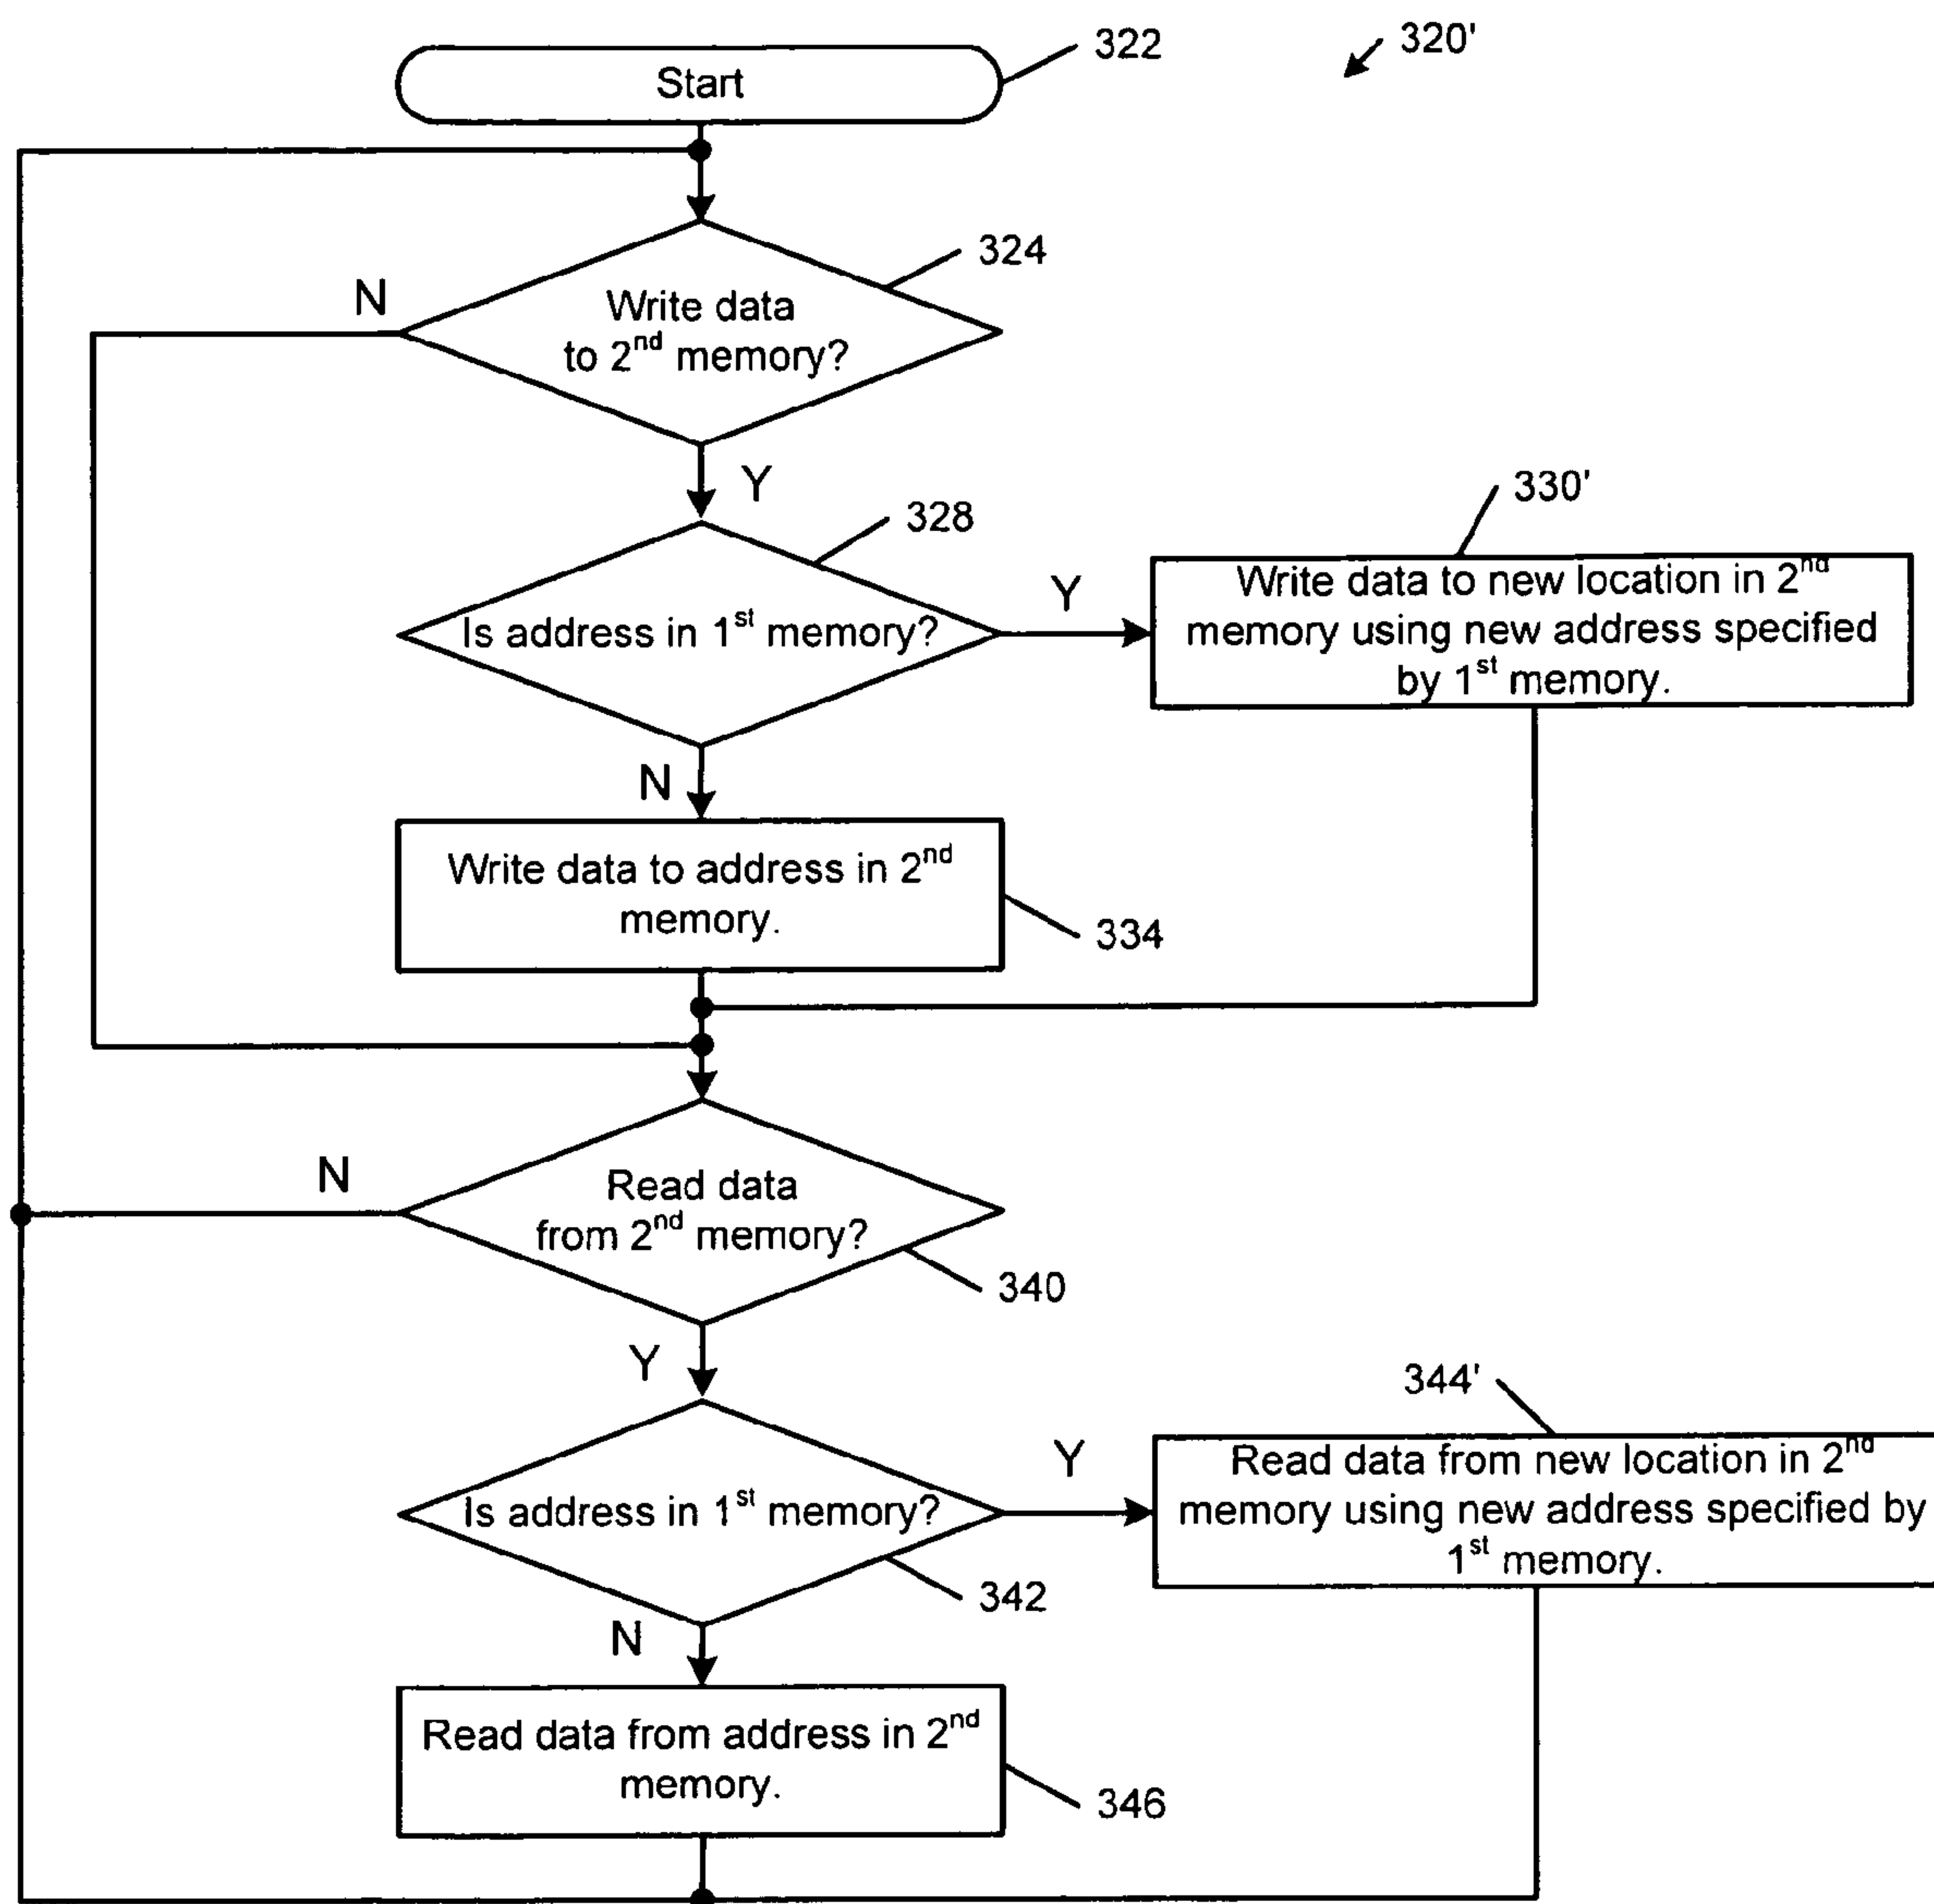 320'
322
Start
324
N
Write data
to 2nd memory?
Y
328
330'
Is address in 1st memory?
Y
Write data to new location in 2nd
memory using new address specified
by 1st memory.
N
Write data to address in 2nd
memory.
334
N
Read data
from 2nd memory?
340
Y
344'
Is address in 1st memory?
Y
Read data from new location in 2nd
memory using new address specified by
1st memory.
342
N
Read data from address in 2nd
memory.
346